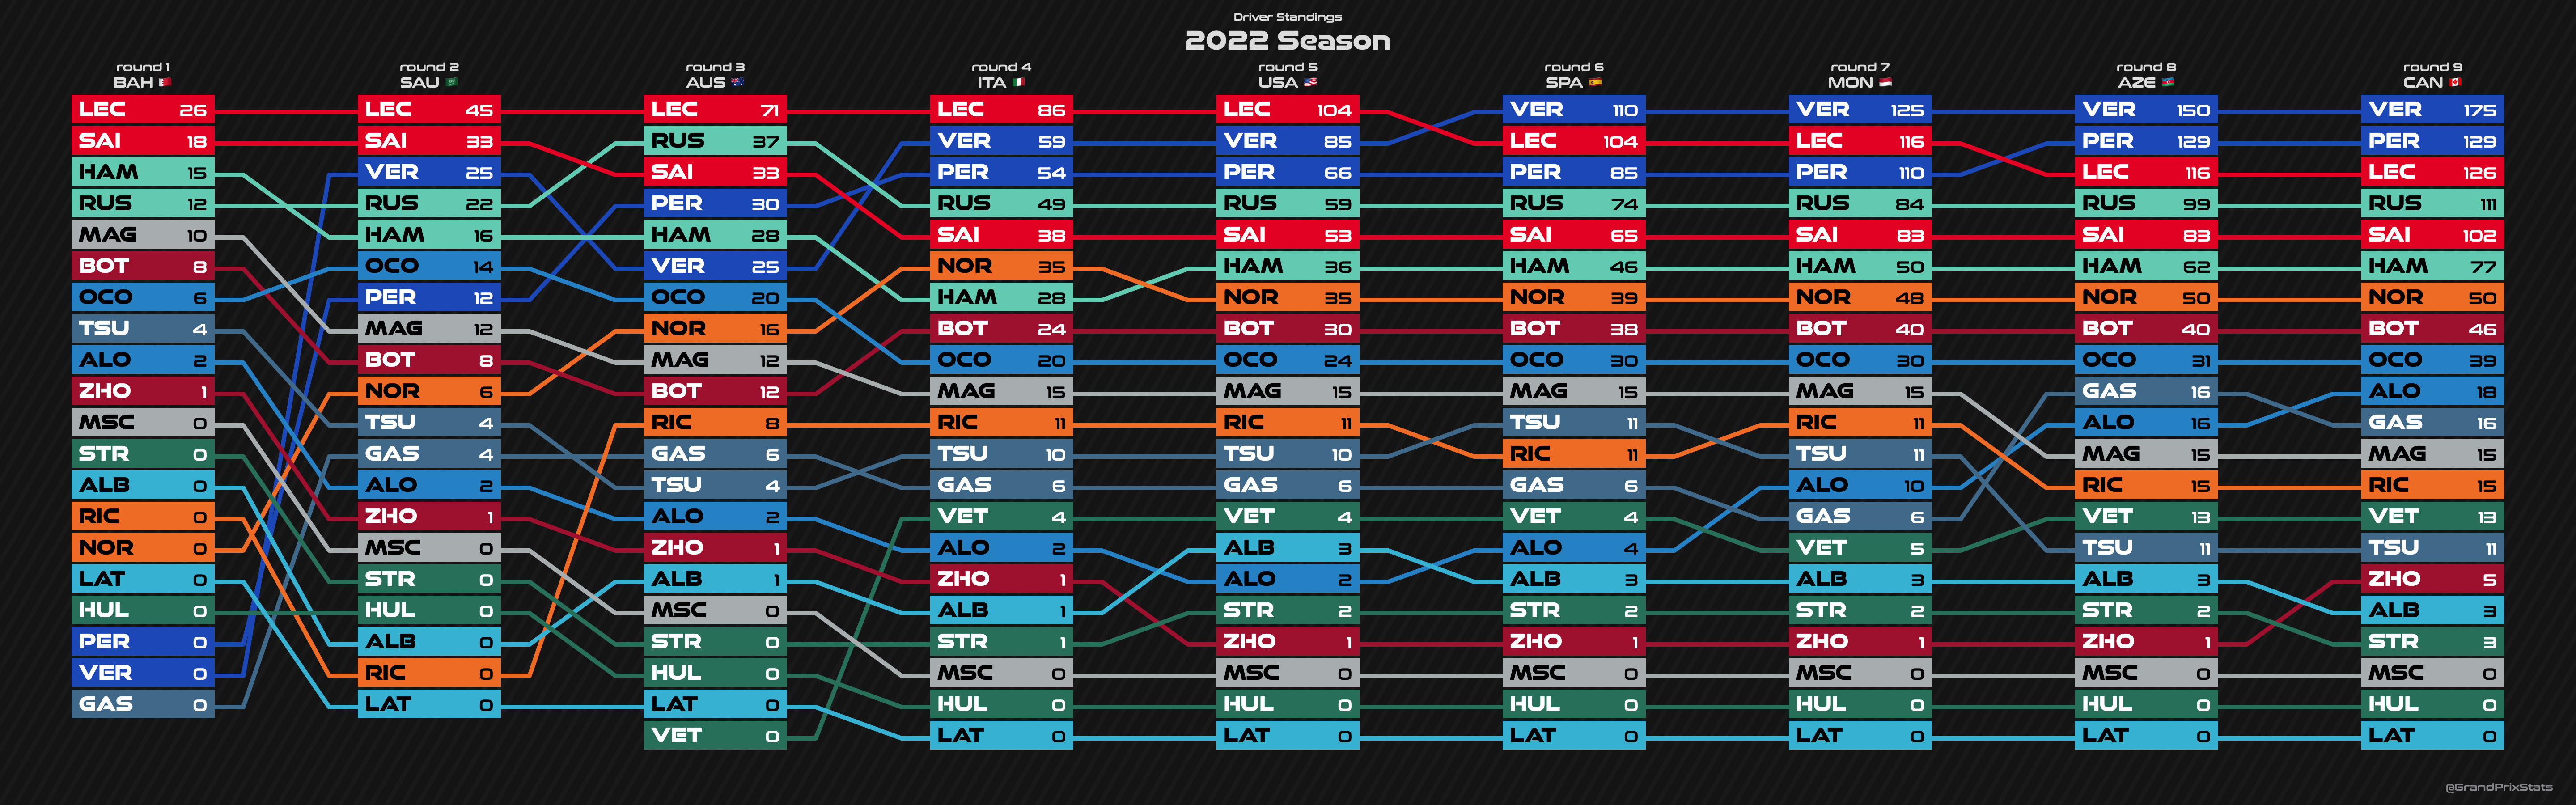 Driver Standings
2022 Season
round 1 round 2 round 3 round 4 round 5 round 6 round 7 round 8 round 9
BAH SAU AUS ITA USA SPA MON AZE CAN
LEC 26 LEC 45 LEC 71 LEC 86 LEC 104 VER 110 VER 125 VER 150 VER 175
SAI 18 SAI 33 RUS 37 VER 59 VER 85 LEC 104 LEC 116 PER 129 PER 129
HAM 15 VER 25 SAI 33 PER 54 PER 66 PER 85 PER 110 LEC 116 LEC 126
RUS 12 RUS 22 PER 30 RUS 49 RUS 59 RUS 74 RUS 84 RUS 99 RUS 111
MAG 10 HAM 16 HAM 28 SAI 38 SAI 53 SAI 65 SAI 83 SAI 83 SAI 102
BOT 8 OCO 14 VER 25 NOR 35 HAM 36 HAM 46 HAM 50 HAM 62 HAM 77
OCO 6 PER 12 OCO 20 HAM 28 NOR 35 NOR 39 NOR 48 NOR 50 NOR 50
TSU 4 MAG 12 NOR 16 BOT 24 BOT 30 BOT 38 BOT 40 BOT 40 BOT 46
ALO 2 BOT 8 MAG 12 OCO 20 OCO 24 OCO 30 OCO 30 OCO 31 OCO 39
ZHO 1 NOR 6 BOT 12 MAG 15 MAG 15 MAG 15 MAG 15 GAS 16 ALO 18
MSC 0 TSU 4 RIC 8 RIC 11 RIC 11 TSU 11 RIC 11 ALO 16 GAS 16
STR 0 GAS 4 GAS 6 TSU 10 TSU 10 RIC 11 TSU 11 MAG 15 MAG 15
ALB 0 ALO 2 TSU 4 GAS 6 GAS 6 GAS 6 ALO 10 RIC 15 RIC 15
RIC 0 ZHO 1 ALO 2 VET 4 VET 4 VET 4 GAS 6 VET 13 VET 13
NOR 0 MSC 0 ZHO 1 ALO 2 ALB 3 ALO 4 VET 5 TSU 11 TSU 11
LAT 0 STR 0 ALB 1 ZHO 1 ALO 2 ALB 3 ALB 3 ALB 3 ZHO 5
HUL 0 HUL 0 MSC 0 ALB 1 STR 2 STR 2 STR 2 STR 2 ALB 3
PER 0 ALB 0 STR 0 STR 1 ZHO 1 ZHO 1 ZHO 1 ZHO 1 STR 3
VER 0 RIC 0 HUL 0 MSC 0 MSC 0 MSC 0 MSC 0 MSC 0 MSC 0
GAS 0 LAT 0 LAT 0 HUL 0 HUL 0 HUL 0 HUL 0 HUL 0 HUL 0
VET 0 LAT 0 LAT 0 LAT 0 LAT 0 LAT 0 LAT 0
@GrandPrixStats